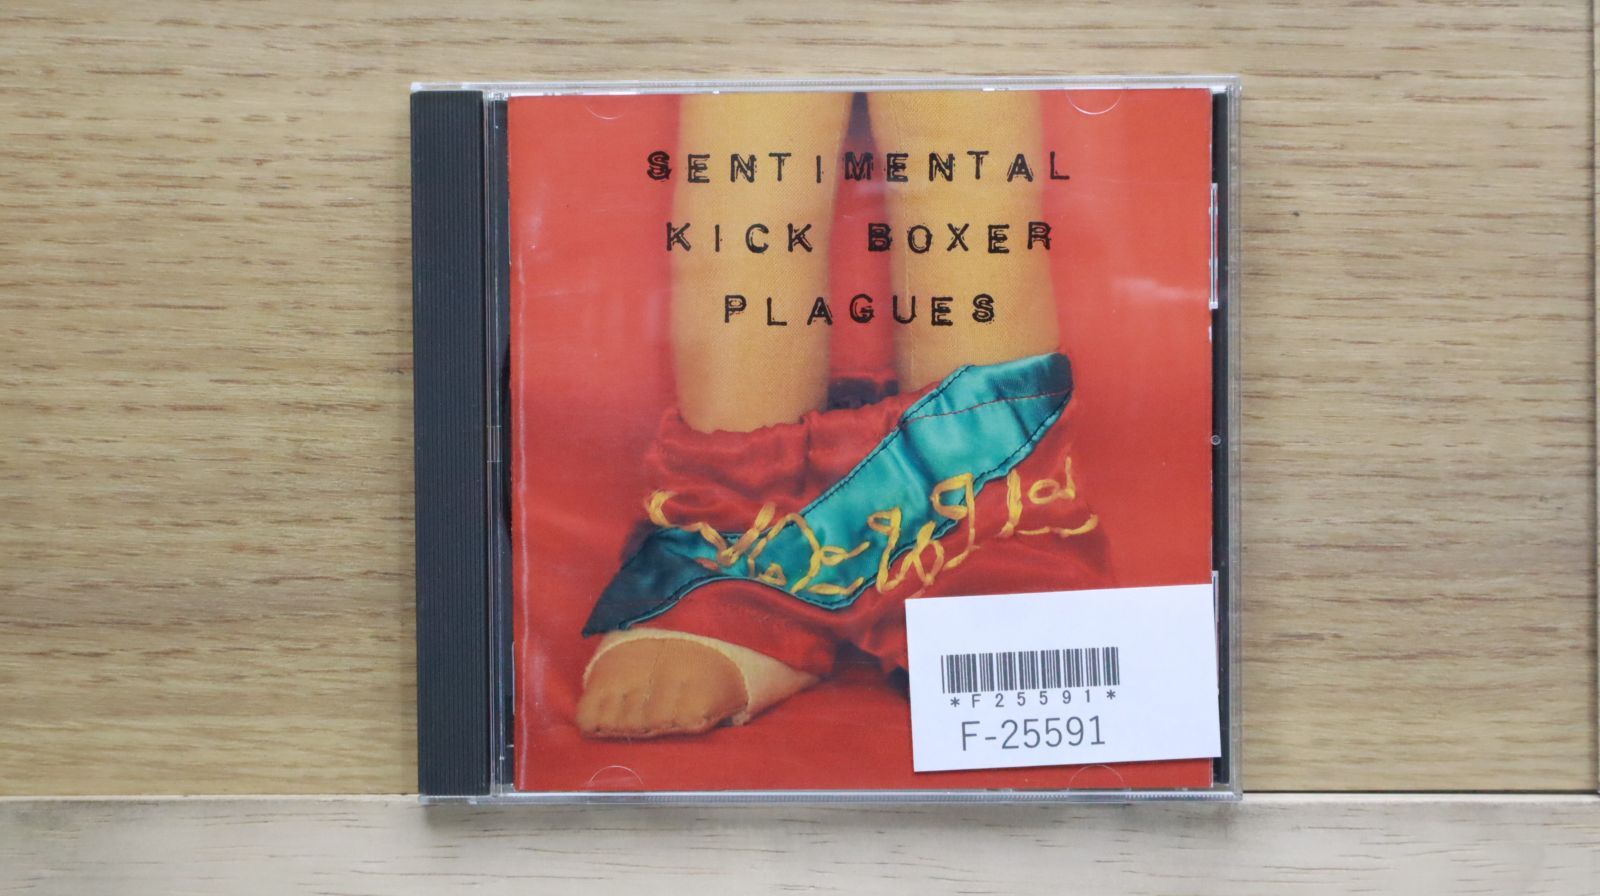 SENTIMENTAL
KICK BOXER
PLAGUES
*F25591*
F-25591